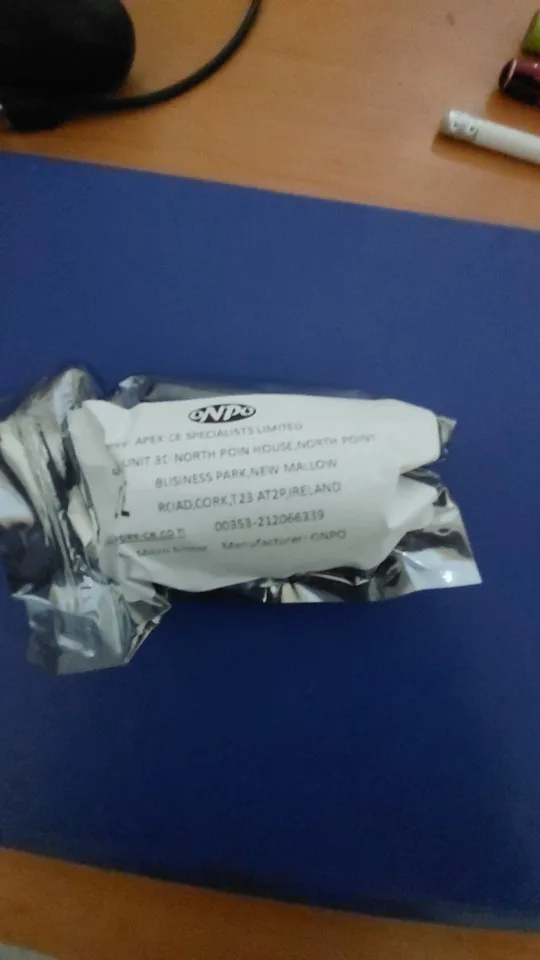 ONPO
APEX CE SPECIALISTS LIMITED
UNIT 3C NORTH POIN HOUSE,NORTH POINT
BUSINESS PARK,NEW MALLOW
ROAD,CORK,T23 AT2P,IRELAND
00353-212066339
Manufacturer: ONPO